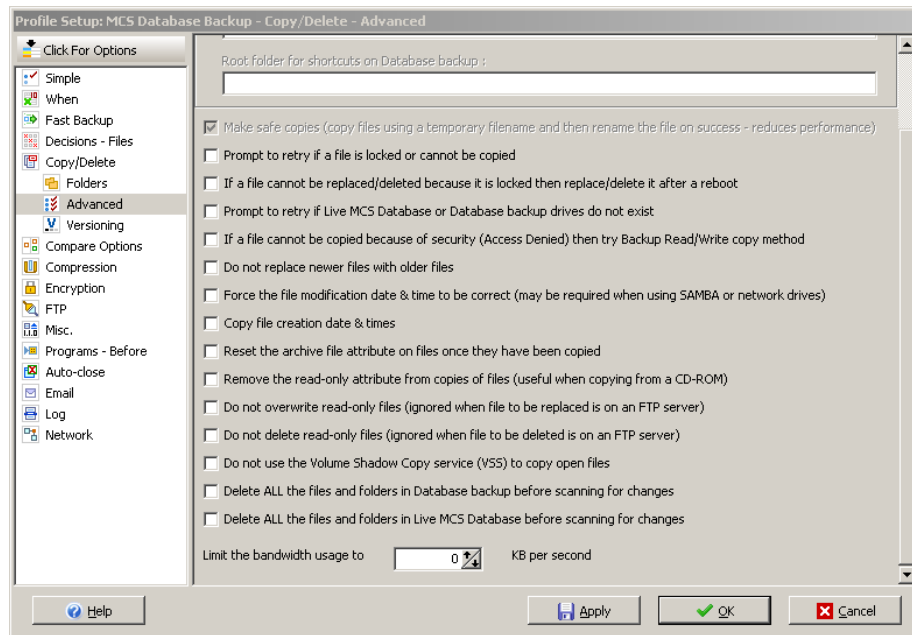 Profile Setup: MCS Database Backup - Copy/Delete - Advanced
Click For Options
Simple
When
Fast Backup
Decisions - Files
Copy/Delete
Folders
Advanced
Versioning
Compare Options
Compression
Encryption
FTP
Misc.
Programs - Before
Auto-close
Email
Log
Network
Root folder for shortcuts on Database backup :
Make safe copies (copy files using a temporary filename and then rename the file on success - reduces performance)
Prompt to retry if a file is locked or cannot be copied
If a file cannot be replaced/deleted because it is locked then replace/delete it after a reboot
Prompt to retry if Live MCS Database or Database backup drives do not exist
If a file cannot be copied because of security (Access Denied) then try Backup Read/Write copy method
Do not replace newer files with older files
Force the file modification date & time to be correct (may be required when using SAMBA or network drives)
Copy file creation date & times
Reset the archive file attribute on files once they have been copied
Remove the read-only attribute from copies of files (useful when copying from a CD-ROM)
Do not overwrite read-only files (ignored when file to be replaced is on an FTP server)
Do not delete read-only files (ignored when file to be deleted is on an FTP server)
Do not use the Volume Shadow Copy service (VSS) to copy open files
Delete ALL the files and folders in Database backup before scanning for changes
Delete ALL the files and folders in Live MCS Database before scanning for changes
Limit the bandwidth usage to 0 KB per second
Help Apply OK Cancel